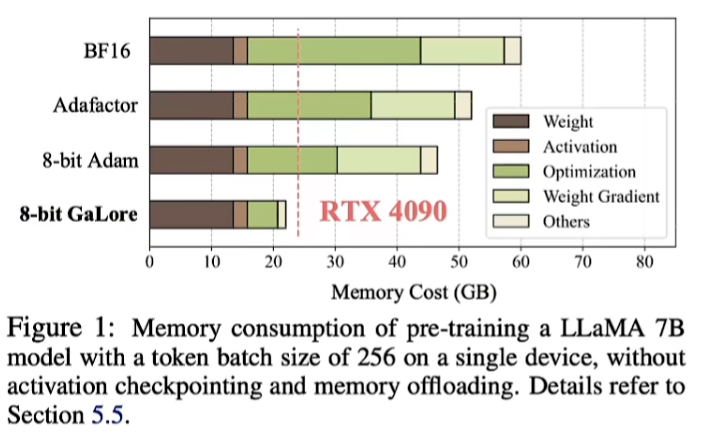 BF16
Adafactor
8-bit Adam
8-bit GaLore
Weight
Activation
Optimization
Weight Gradient
Others
RTX 4090
0 10 20 30 40 50 60 70 80
Memory Cost (GB)
Figure 1: Memory consumption of pre-training a LLaMA 7B
model with a token batch size of 256 on a single device, without
activation checkpointing and memory offloading. Details refer to
Section 5.5.